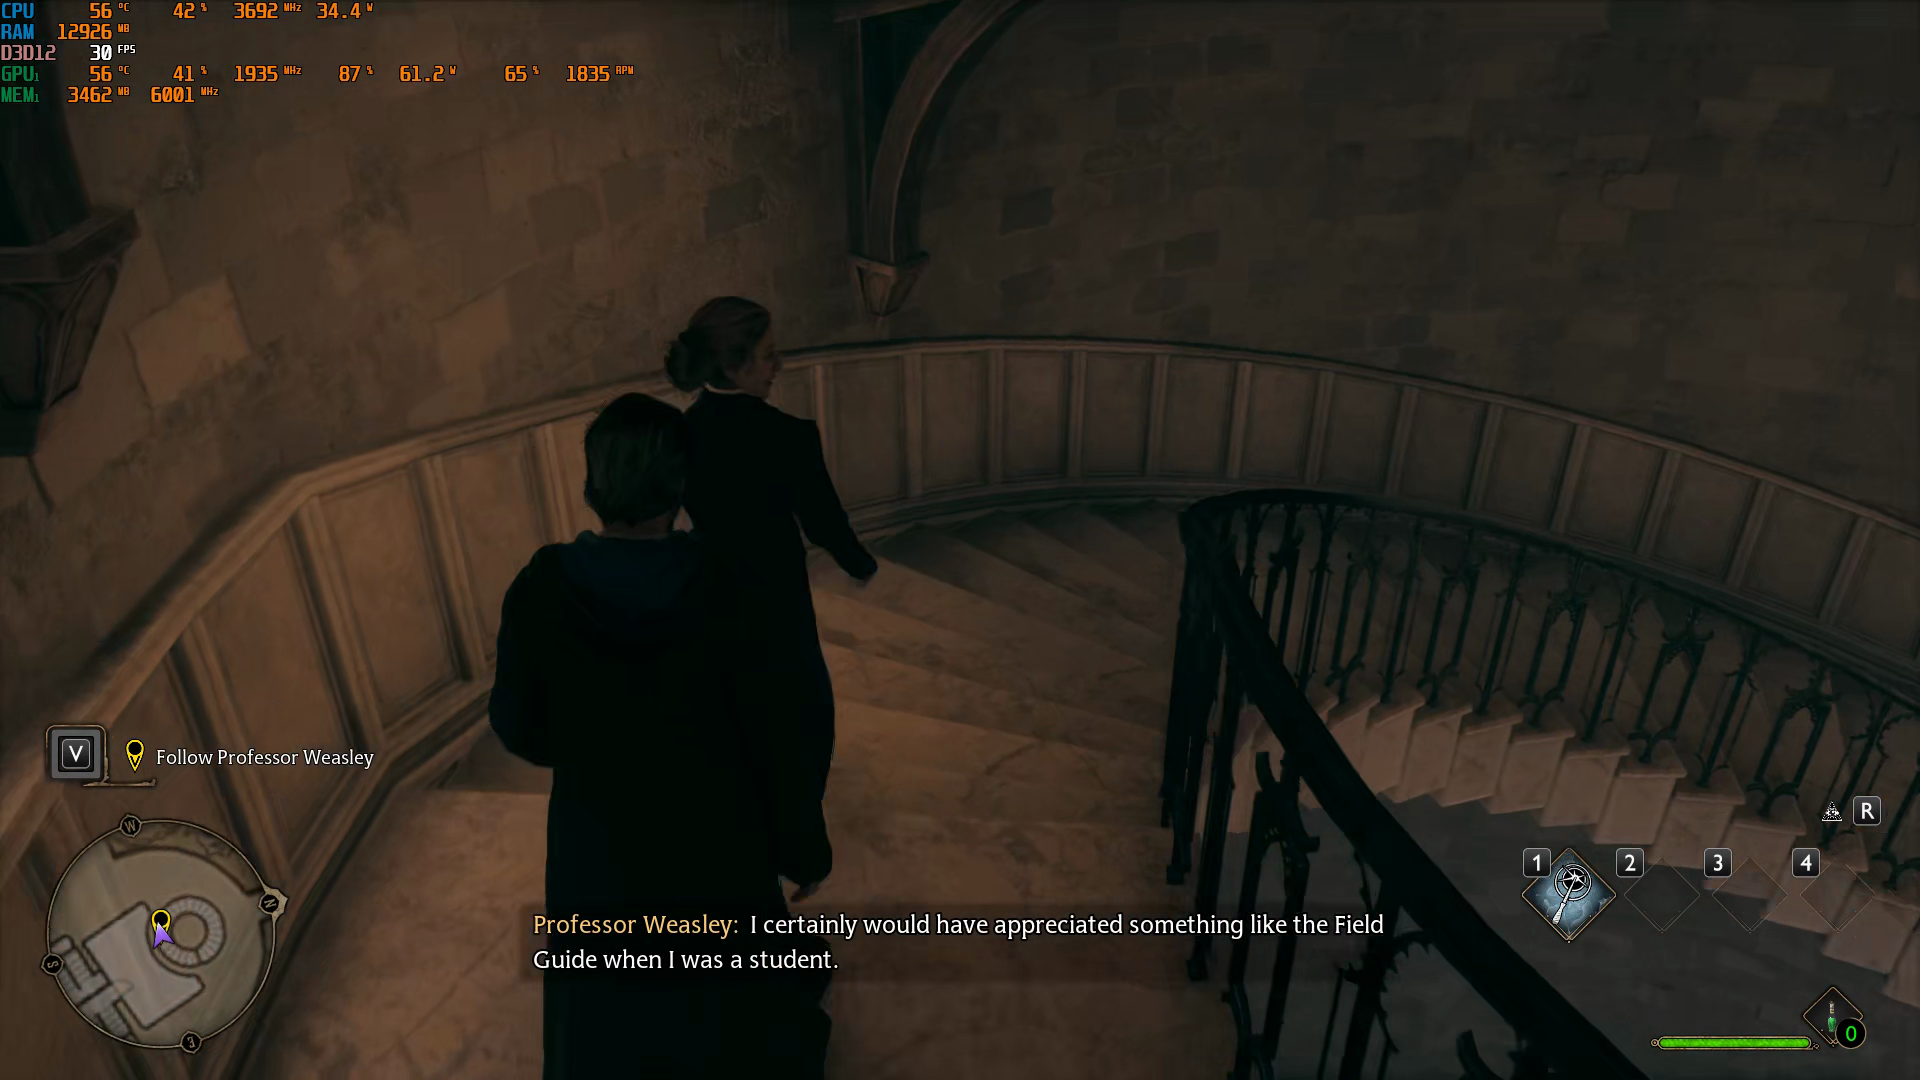 CPU 56 °C 42 % 3692 MHz 34.4 W
RAM 12926 MB
D3D12 30 FPS
GPU1 56 °C 41 % 1935 MHz 87 % 61.2 W 65 % 1835 RPM
MEM1 3462 MB 6001 MHz
V Follow Professor Weasley
R
1 2 3 4
W
N
S
E
Professor Weasley: I certainly would have appreciated something like the Field
Guide when I was a student.
0